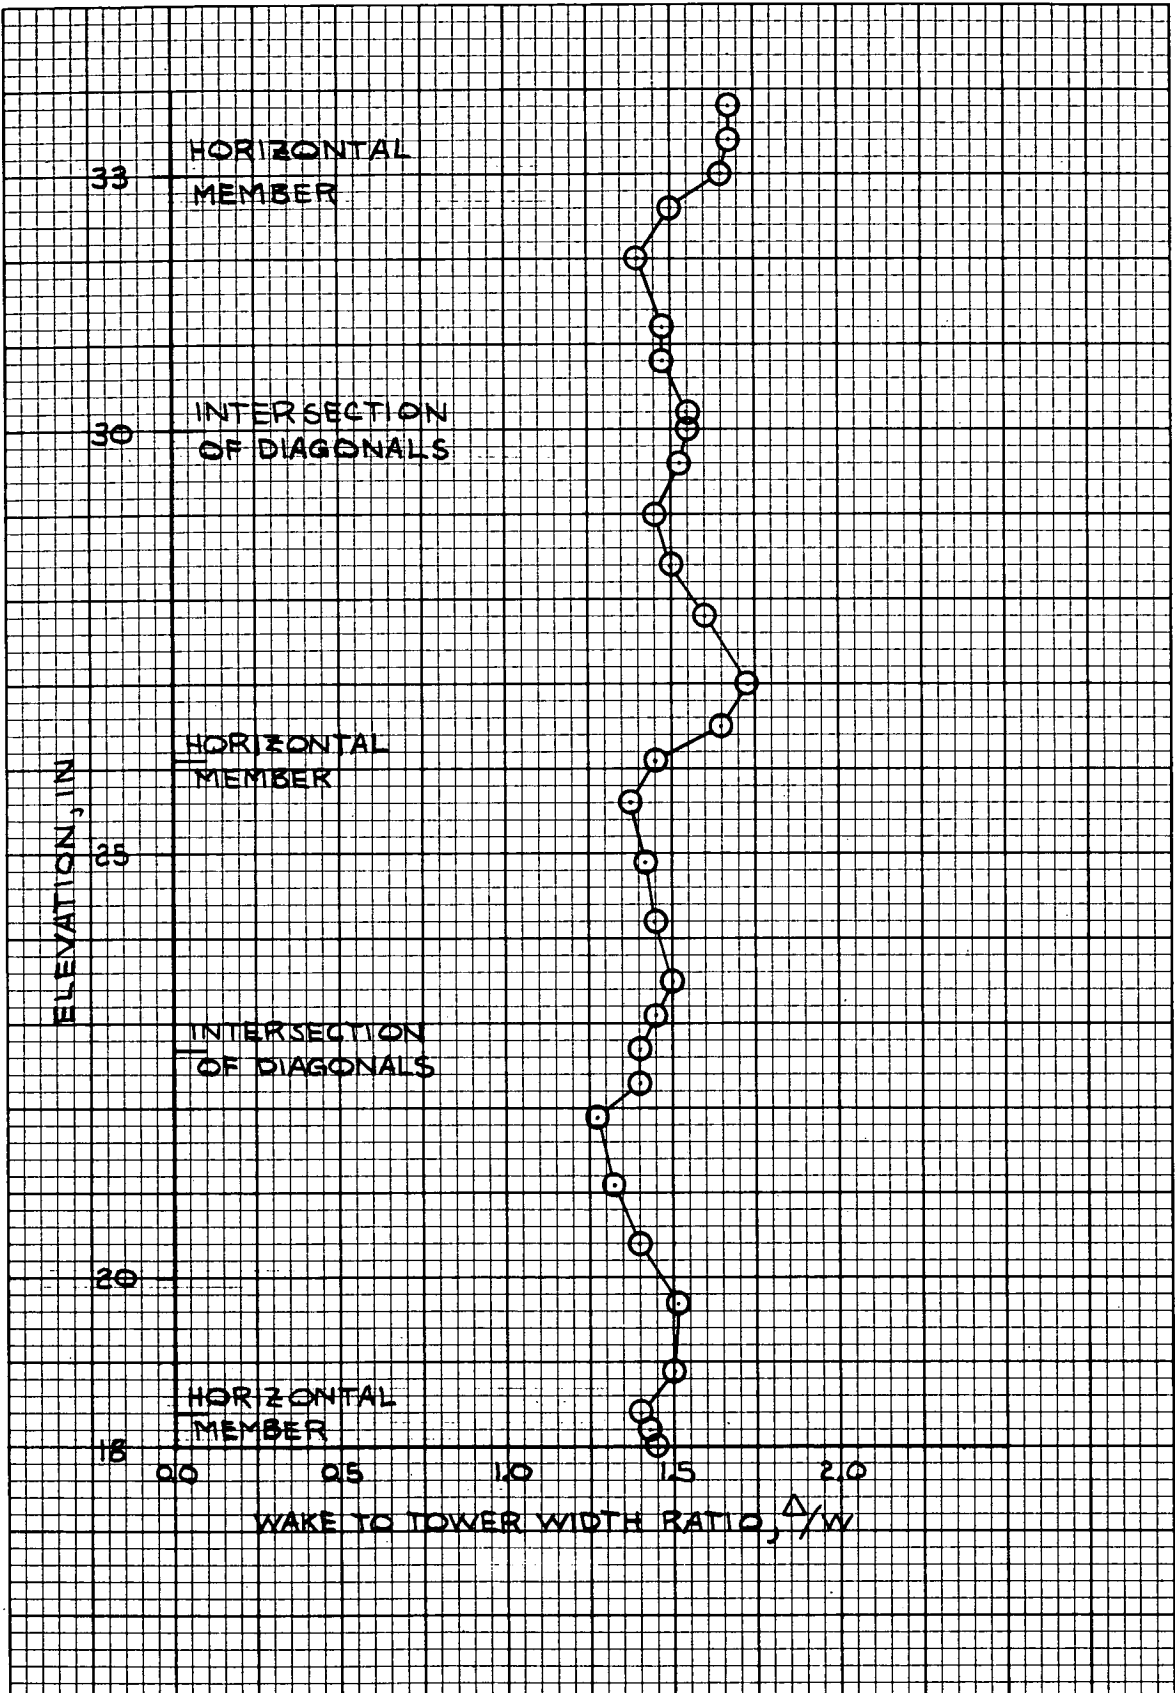 HORIZONTAL
33
MEMBER
INTERSECTION
30
OF DIAGONALS
HORIZONTAL
MEMBER
ELEVATION, IN
25
INTERSECTION
OF DIAGONALS
20
HORIZONTAL
MEMBER
18
0.0 0.5 1.0 1.5 2.0
WAKE TO TOWER WIDTH RATIO, Δ/W